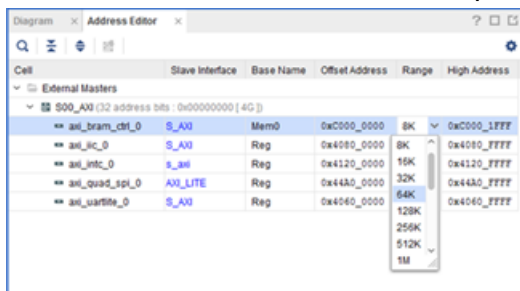 Diagram × Address Editor ×
Cell Slave Interface Base Name Offset Address Range High Address
External Masters
S00_AXI (32 address bits : 0x00000000 [ 4G ])
axi_bram_ctrl_0 S_AXI Mem0 0xC000_0000 8K 0xC000_1FFF
axi_iic_0 S_AXI Reg 0x4080_0000 8K 0x4080_FFFF
16K
axi_intc_0 s_axi Reg 0x4120_0000 32K 0x4120_FFFF
axi_quad_spi_0 AXI_LITE Reg 0x44A0_0000 64K 0x44A0_FFFF
axi_uartlite_0 S_AXI Reg 0x4060_0000 128K 0x4060_FFFF
256K
512K
1M